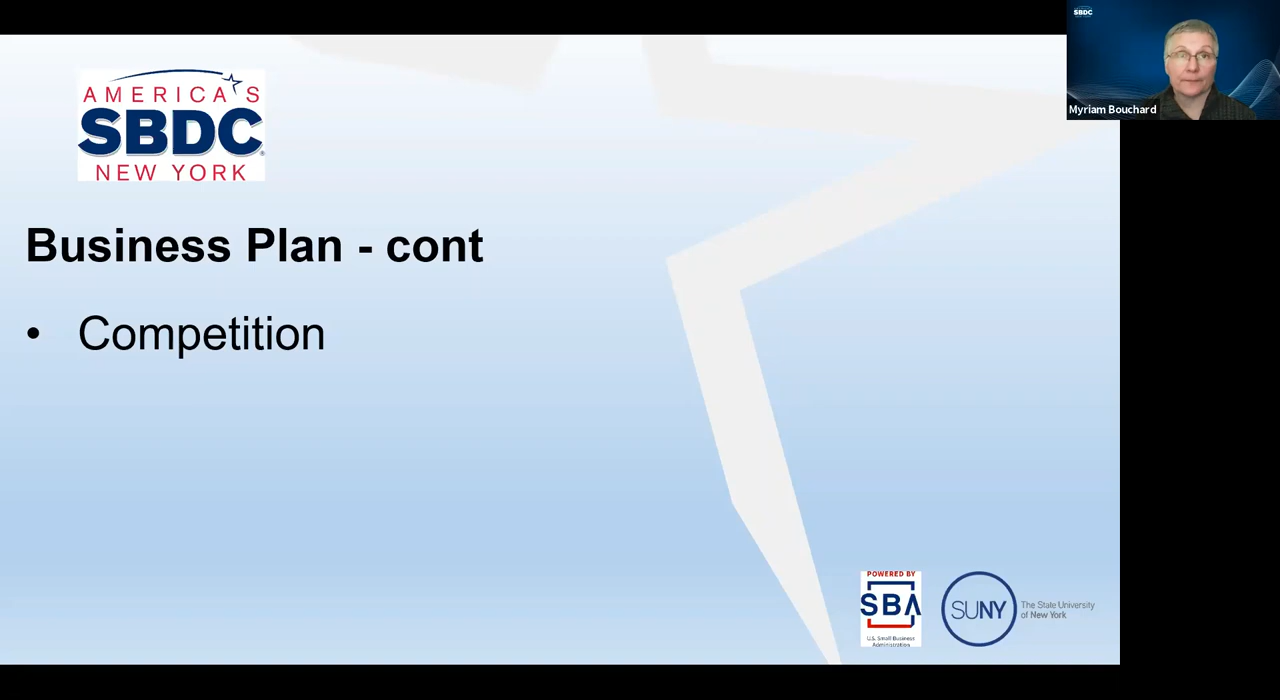 SBDC
Myriam Bouchard
AMERICA'S
SBDC
NEW YORK
Business Plan - cont
• Competition
POWERED BY
SBA
U.S. Small Business
Administration
SUNY
The State University
of New York